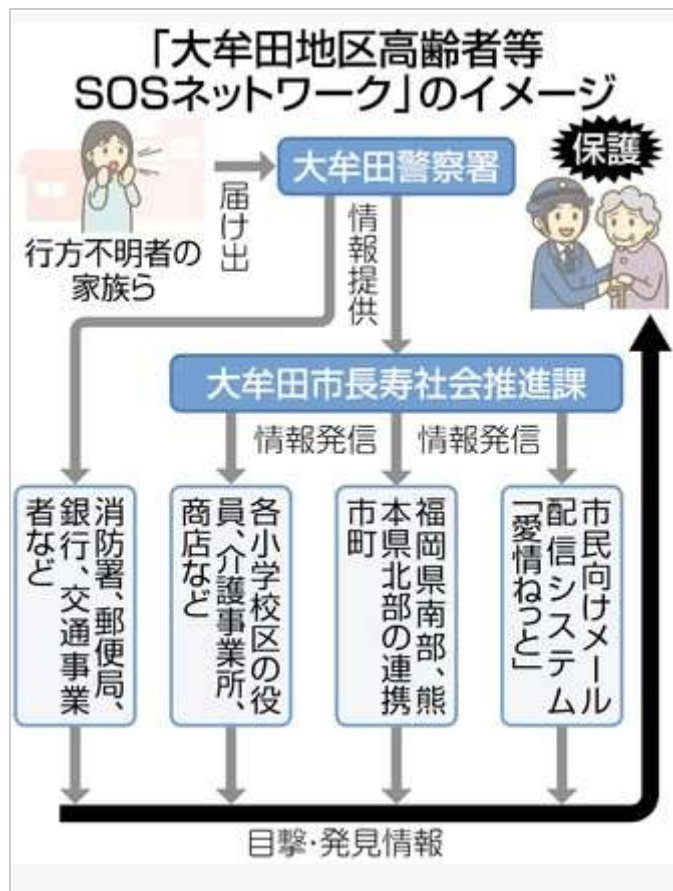 「大牟田地区高齢者等
SOSネットワーク」のイメージ
行方不明者の
家族ら
届け出
大牟田警察署
保護
情報提供
大牟田市長寿社会推進課
情報発信
情報発信
消防署、郵便局、
銀行、交通事業
者など
各小学校区の役
員、介護事業所、
商店など
福岡県南部、熊
本県北部の連携
市町
市民向けメール
配信システム
「愛情ねっと」
目撃・発見情報